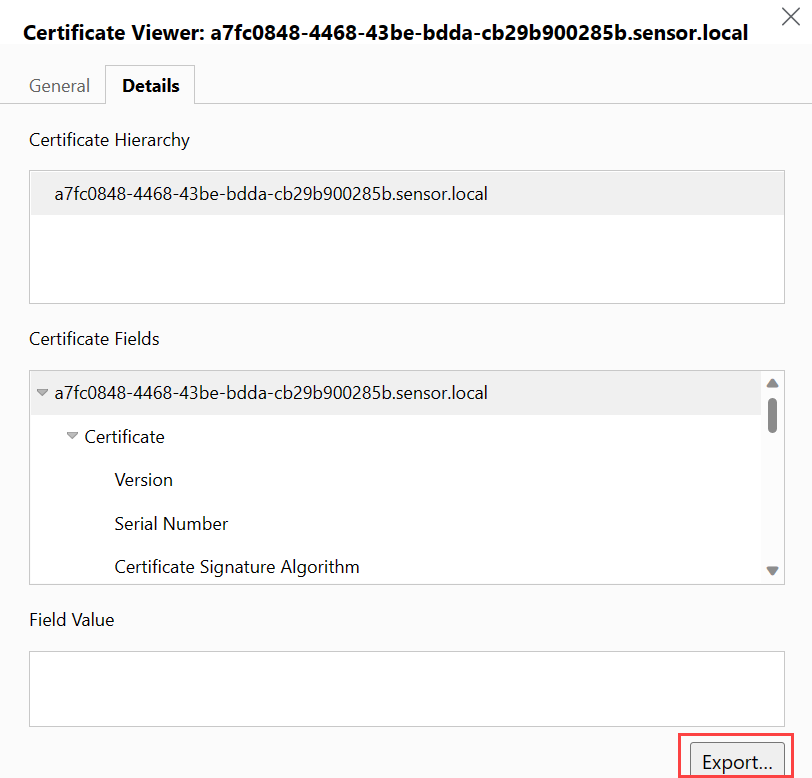 Certificate Viewer: a7fc0848-4468-43be-bdda-cb29b900285b.sensor.local
General
Details
Certificate Hierarchy
a7fc0848-4468-43be-bdda-cb29b900285b.sensor.local
Certificate Fields
a7fc0848-4468-43be-bdda-cb29b900285b.sensor.local
Certificate
Version
Serial Number
Certificate Signature Algorithm
Field Value
Export...